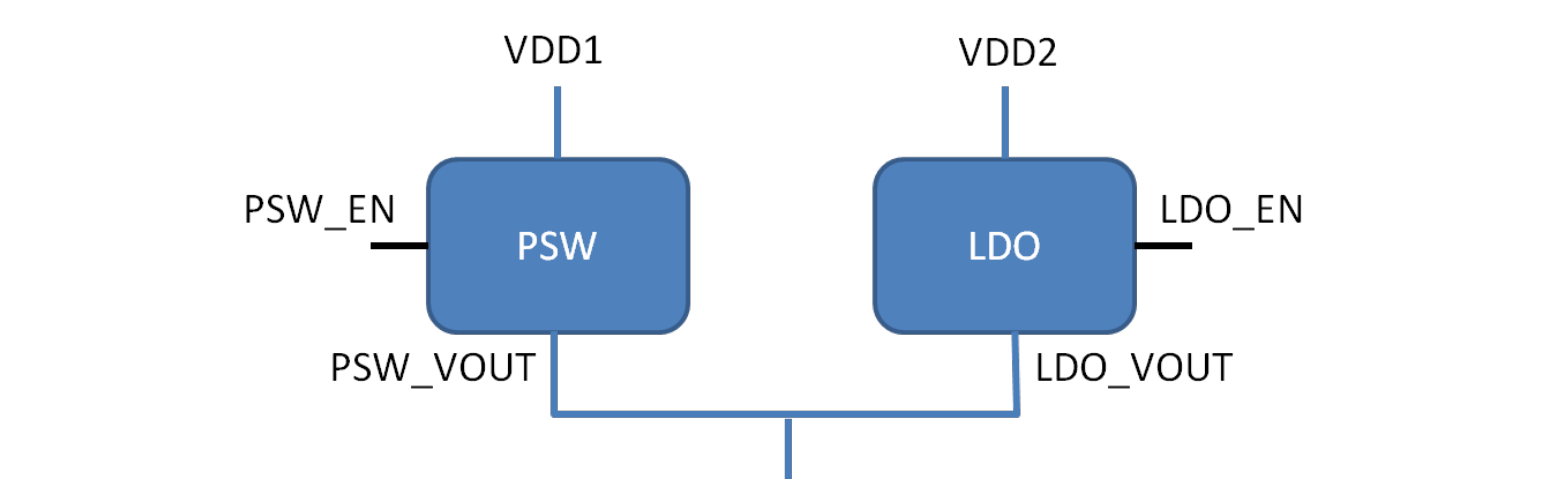 VDD1
VDD2
PSW_EN
PSW
LDO
LDO_EN
PSW_VOUT
LDO_VOUT